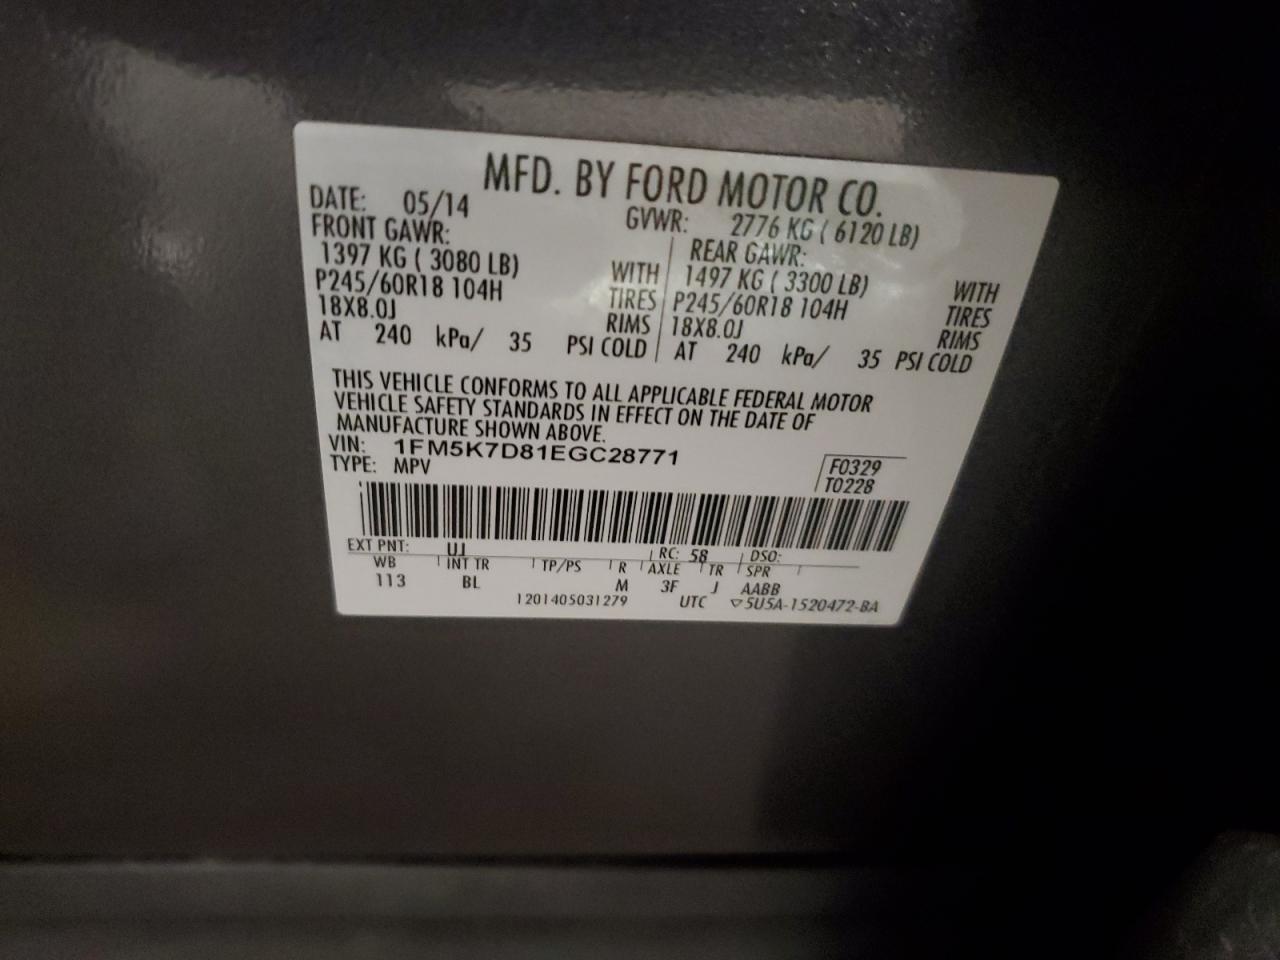 MFD. BY FORD MOTOR CO.
DATE: 05/14 GVWR: 2776 KG ( 6120 LB)
FRONT GAWR: REAR GAWR:
1397 KG ( 3080 LB) WITH 1497 KG ( 3300 LB) WITH
P245/60R18 104H TIRES P245/60R18 104H TIRES
18X8.0J RIMS 18X8.0J RIMS
AT 240 kPa/ 35 PSI COLD AT 240 kPa/ 35 PSI COLD
THIS VEHICLE CONFORMS TO ALL APPLICABLE FEDERAL MOTOR
VEHICLE SAFETY STANDARDS IN EFFECT ON THE DATE OF
MANUFACTURE SHOWN ABOVE.
VIN: 1FM5K7D81EGC28771
TYPE: MPV F0329
T0228
EXT PNT: UJ RC: 58 DSO:
WB INT TR TP/PS R AXLE TR SPR
113 BL M 3F J AABB
1201405031279 UTC ▽5U5A-1520472-BA